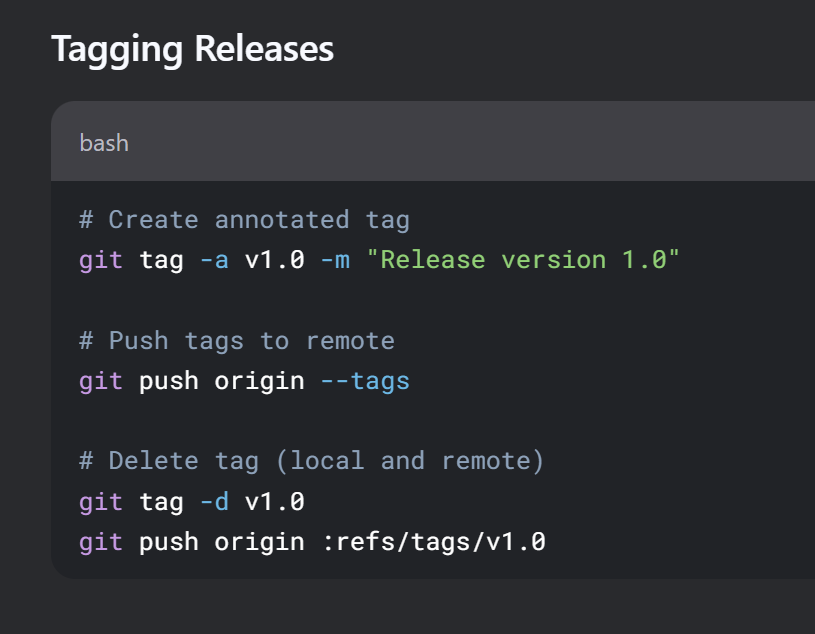 Tagging Releases
bash
# Create annotated tag
git tag -a v1.0 -m "Release version 1.0"
# Push tags to remote
git push origin --tags
# Delete tag (local and remote)
git tag -d v1.0
git push origin :refs/tags/v1.0